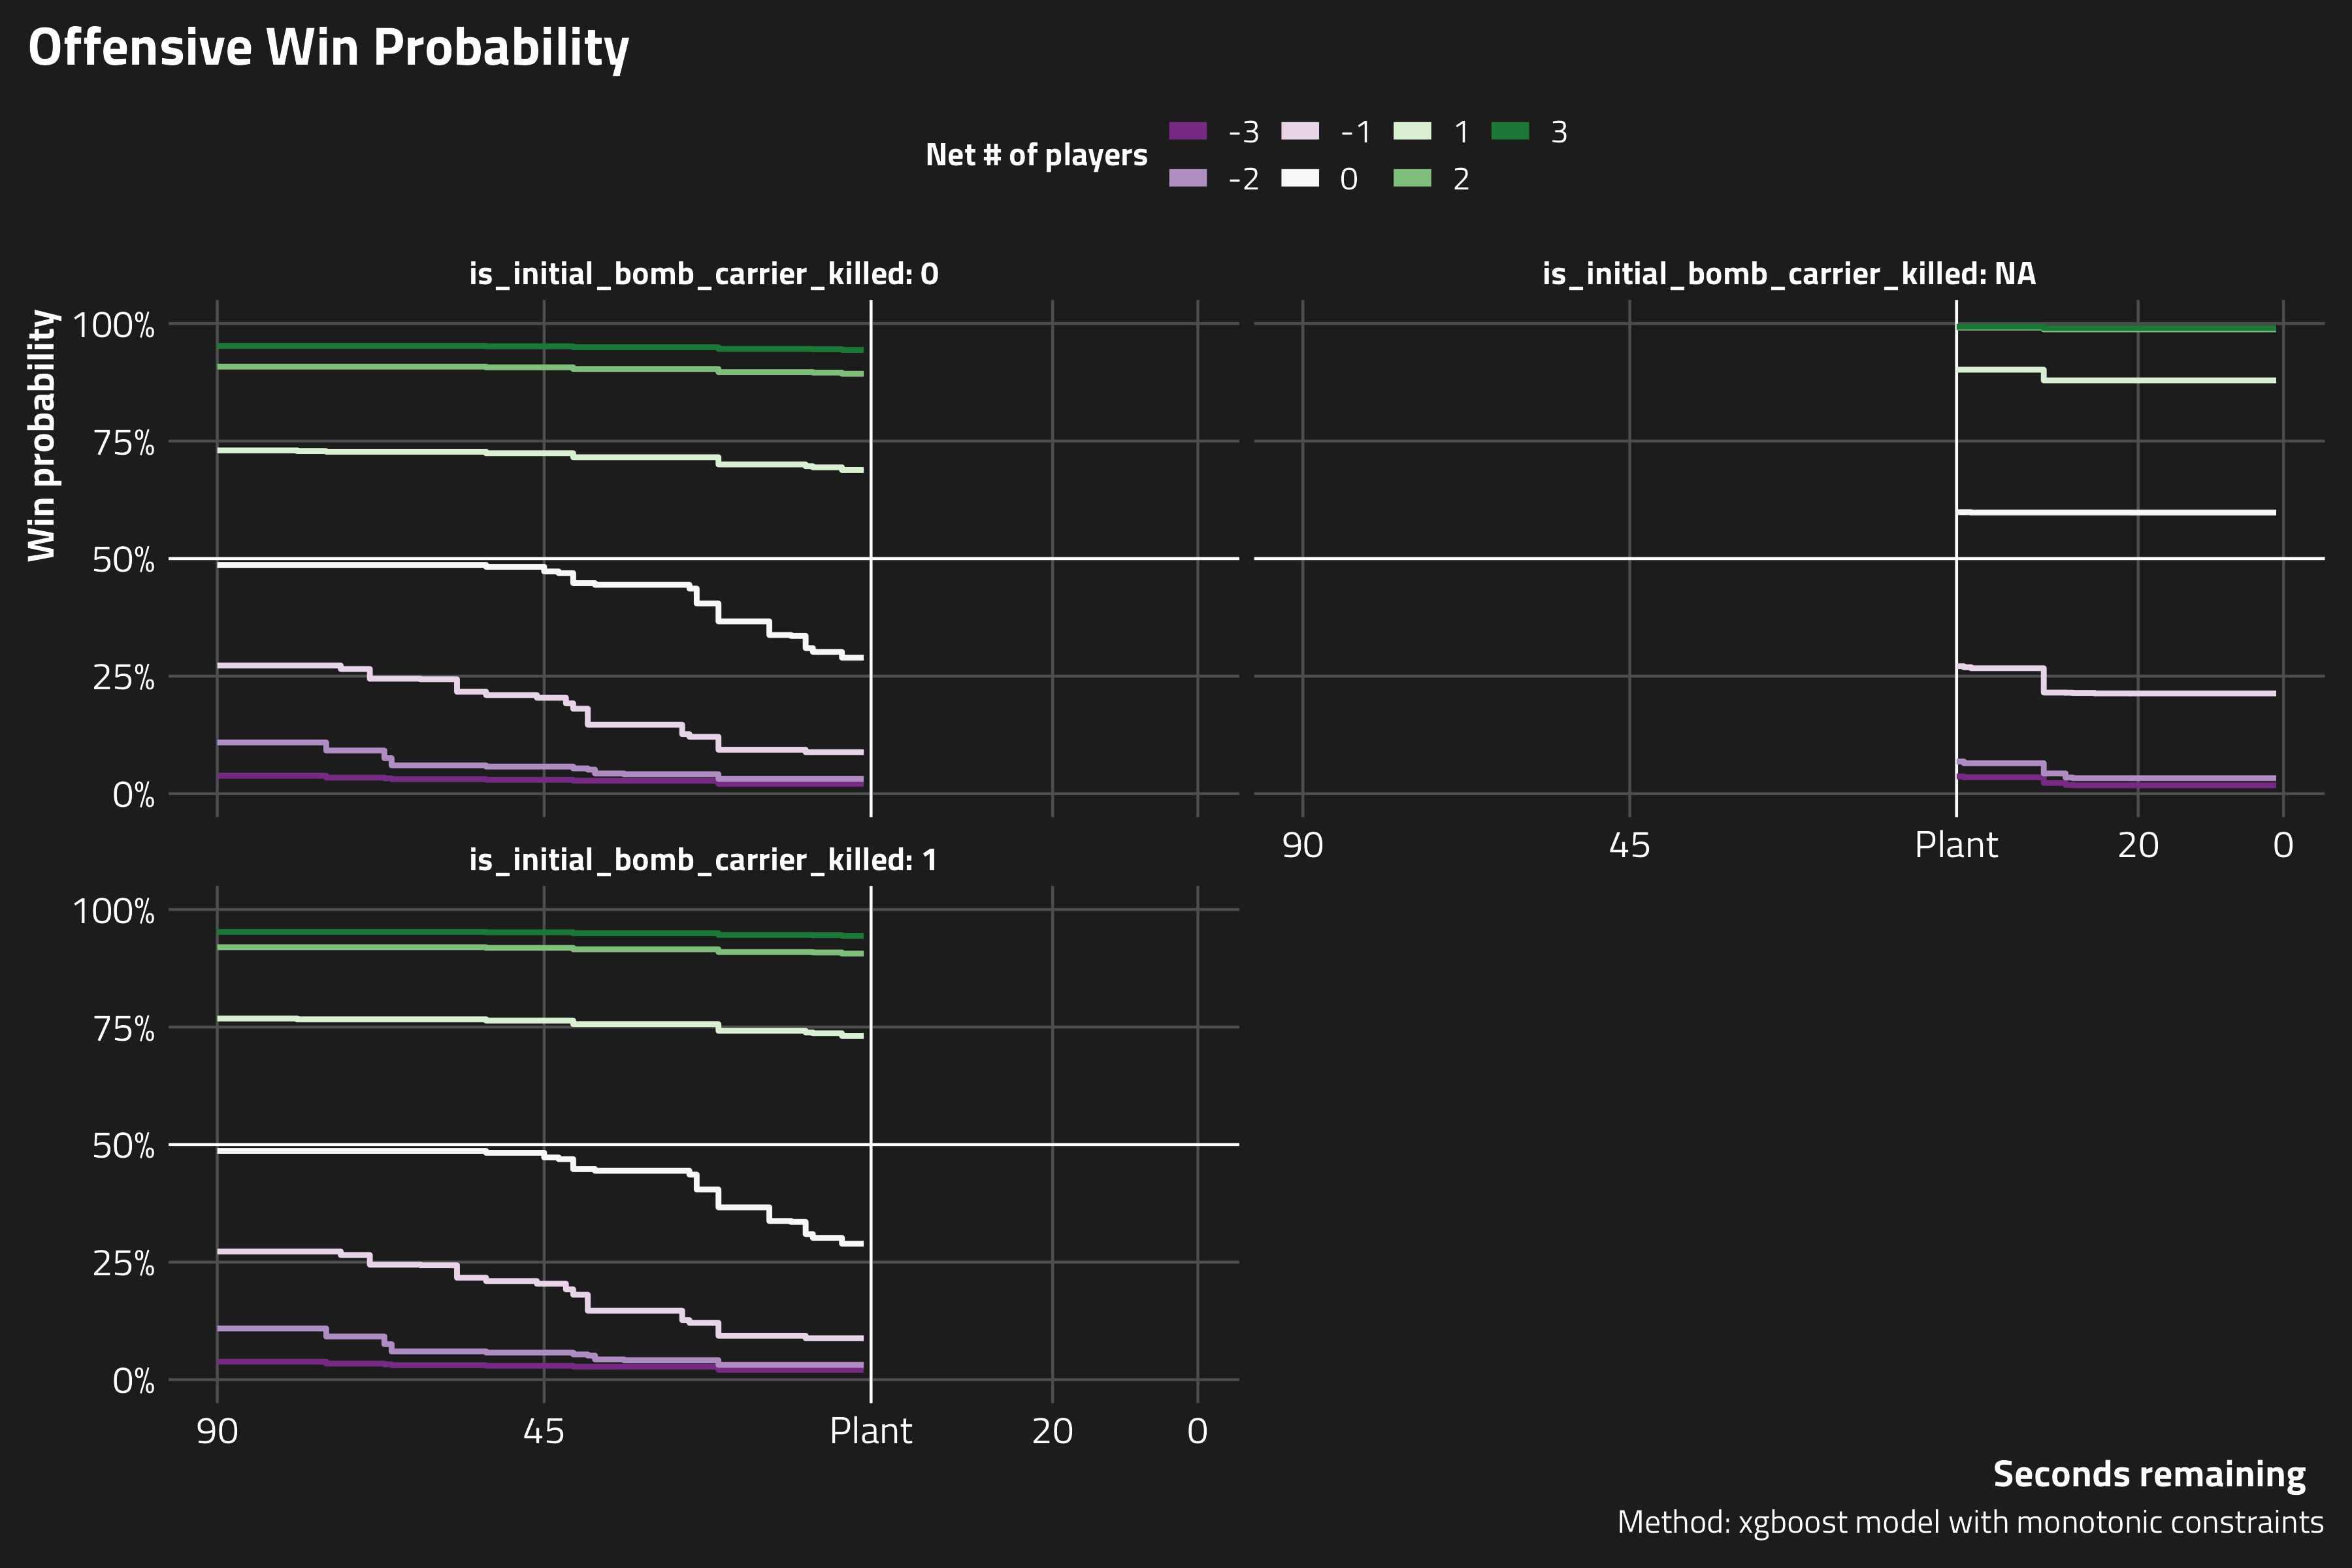 Offensive Win Probability
Net # of players
-3 -1 1 3
-2 0 2
is_initial_bomb_carrier_killed: 0
is_initial_bomb_carrier_killed: NA
Win probability
100%
75%
50%
25%
0%
90 45 Plant 20 0
is_initial_bomb_carrier_killed: 1
100%
75%
50%
25%
0%
90 45 Plant 20 0
Seconds remaining
Method: xgboost model with monotonic constraints